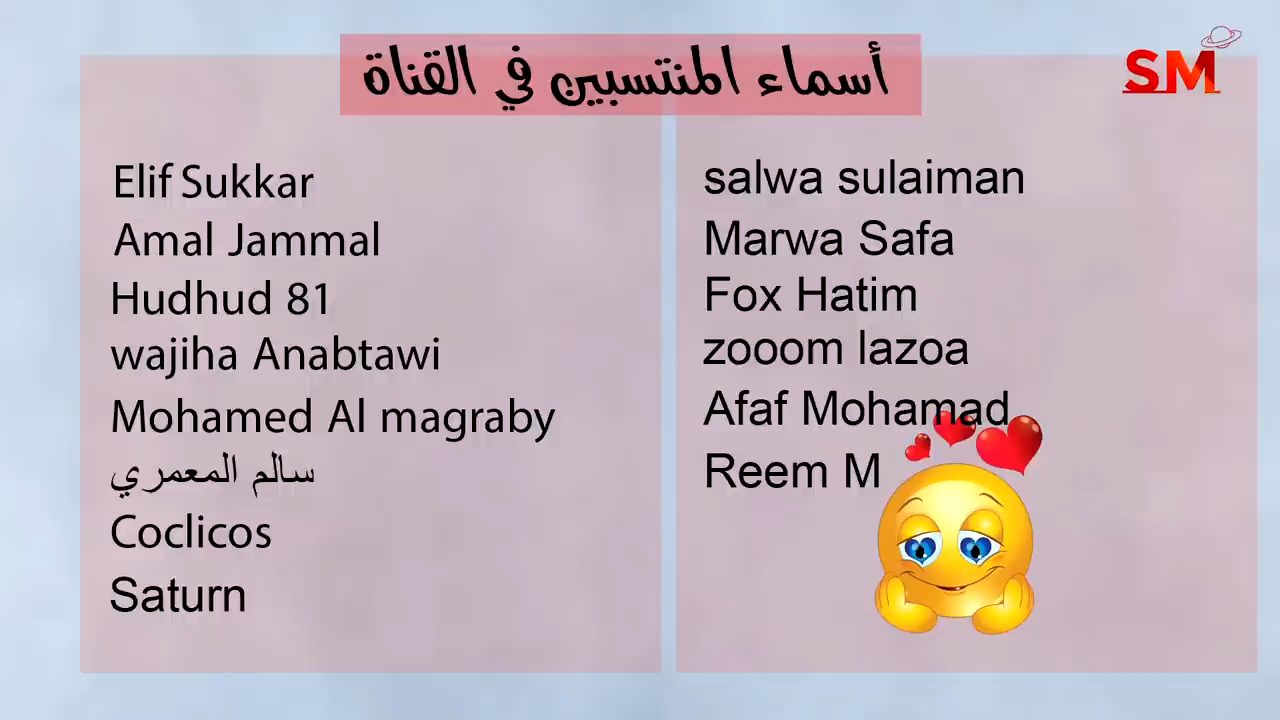 أسماء المنتسبين في القناة
SM
Elif Sukkar
Amal Jammal
Hudhud 81
wajiha Anabtawi
Mohamed Al magraby
سالم المعمري
Coclicos
Saturn
salwa sulaiman
Marwa Safa
Fox Hatim
zooom lazoa
Afaf Mohamad
Reem M